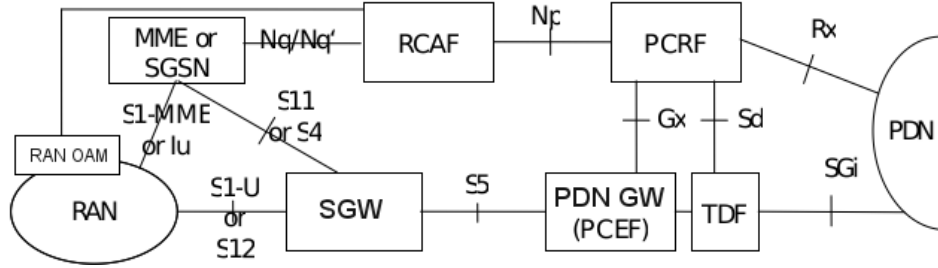 MME or
SGSN
Nq/Nq'
RCAF
Np
PCRF
Rx
PDN
S1-MME
or Iu
S11
or S4
Gx
Sd
RAN OAM
RAN
S1-U
or
S12
SGW
S5
PDN GW
(PCEF)
TDF
SGi